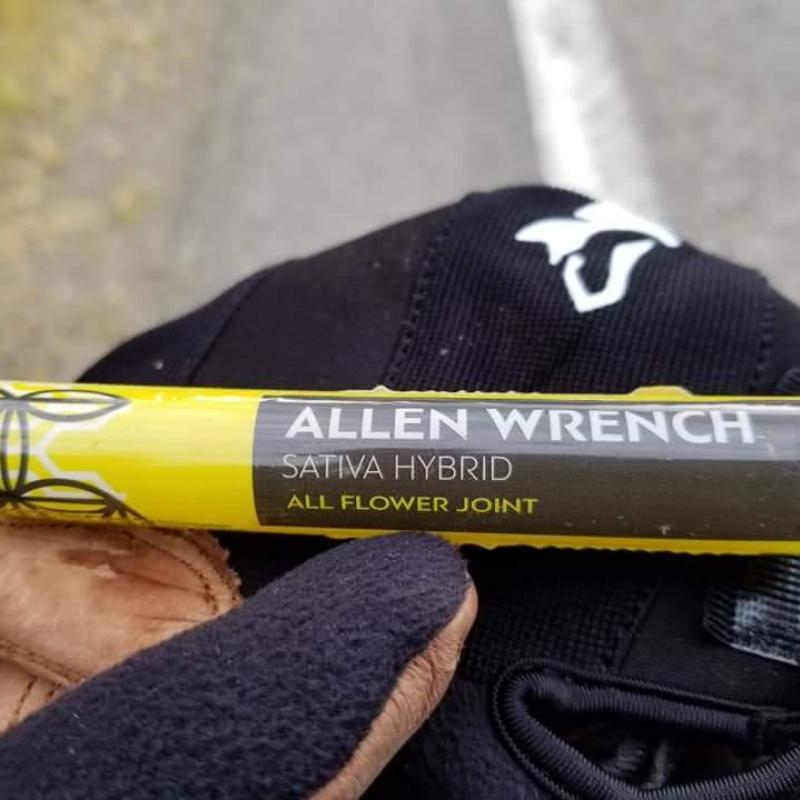 ALLEN WRENCH
SATIVA HYBRID
ALL FLOWER JOINT